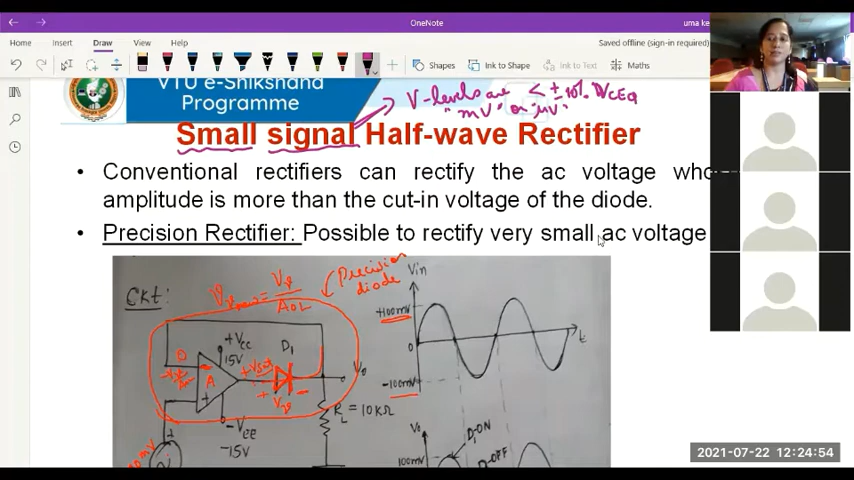 OneNote
uma ke
Home Insert Draw View Help
Saved offline (sign-in required)
Shapes Ink to Shape Ink to Text Maths
VTU e-Shikshana
Programme
V-levels are < ± 10% VCEQ
"mV" or "μV"
Small signal Half-wave Rectifier
• Conventional rectifiers can rectify the ac voltage who
amplitude is more than the cut-in voltage of the diode.
• Precision Rectifier: Possible to rectify very small ac voltage
Precision
diode
Ckt:
AOL
Vin
+100mV
0
t
-100mV
+Vcc
15V
D1
A
-
+
+
-
Vo
RL = 10KΩ
-VEE
-15V
Vo
100mV
D1-ON
D-OFF
2021-07-22 12:24:54